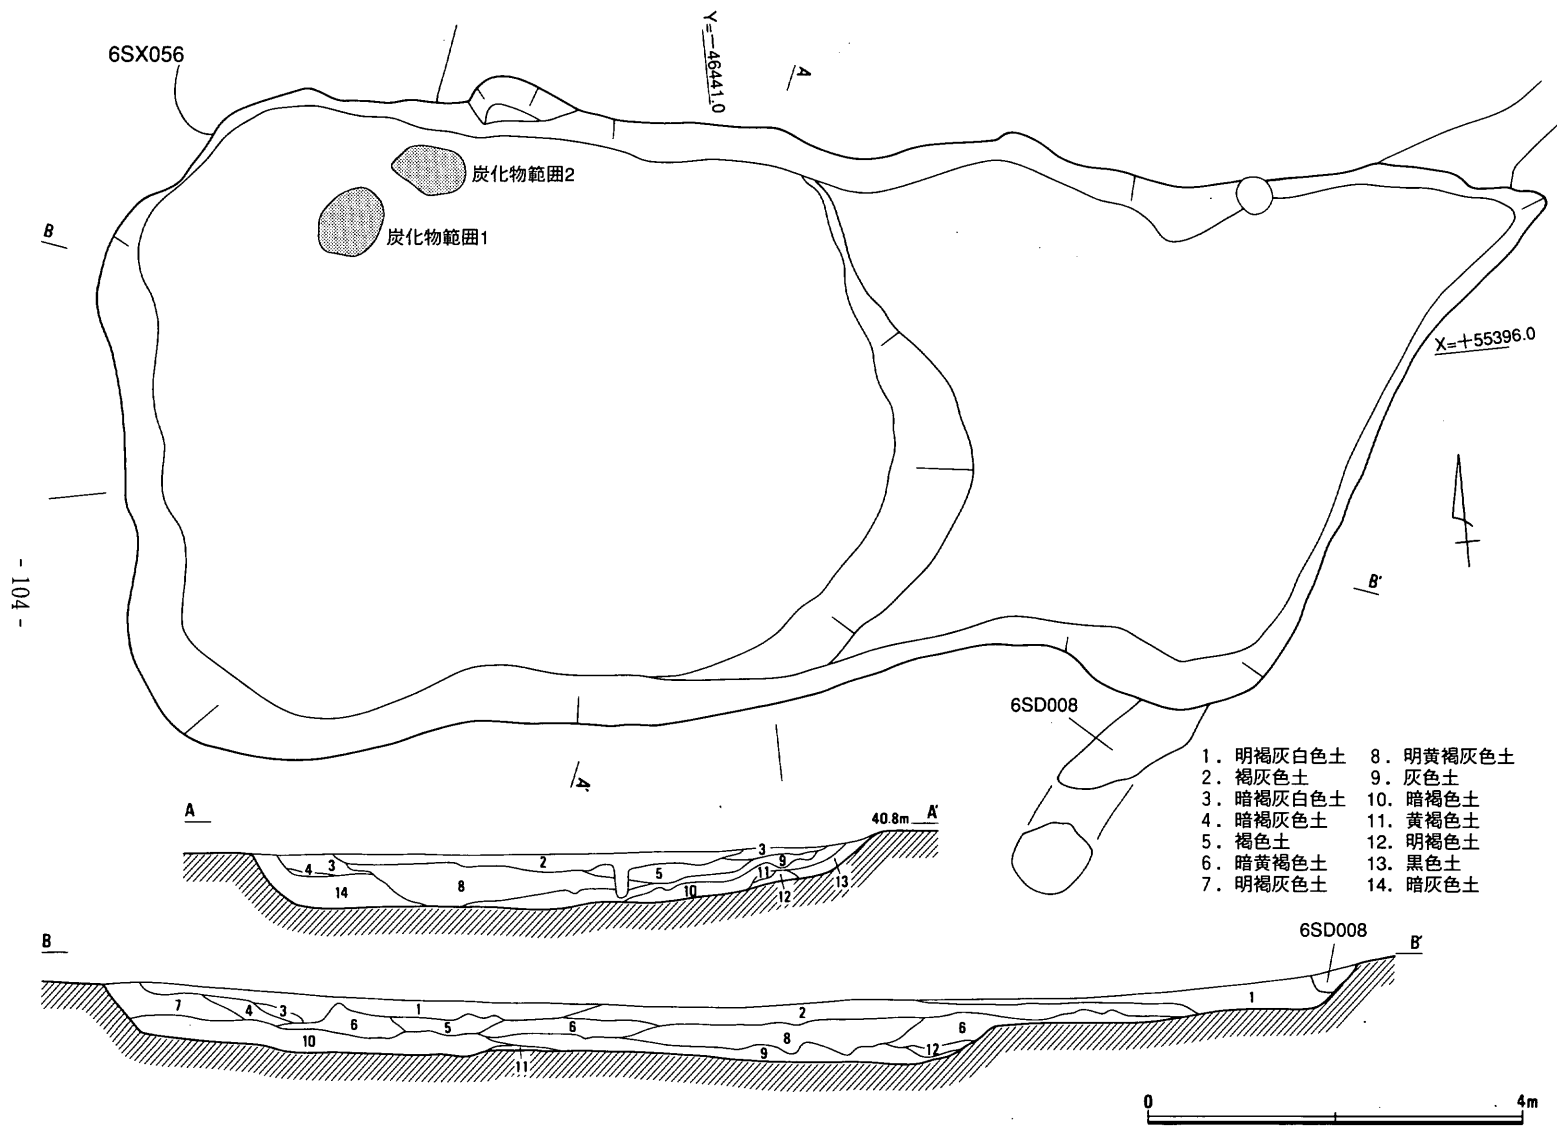 6SX056
Y=-46441.0
A
炭化物範囲2
炭化物範囲1
B
X=+55396.0
- 104 -
B'
6SD008
A'
1. 明褐灰白色土
2. 褐灰色土
3. 暗褐灰白色土
4. 暗褐灰色土
5. 褐色土
6. 暗黄褐色土
7. 明褐灰色土
8. 明黄褐灰色土
9. 灰色土
10. 暗褐色土
11. 黄褐色土
12. 明褐色土
13. 黒色土
14. 暗灰色土
A 40.8m A'
3
4 3 2 5 9
14 8 10 11 12 13
B 6SD008 B'
7 4 3 1 2 1
6 5 6 8 6
10 11 9 12
0 4m